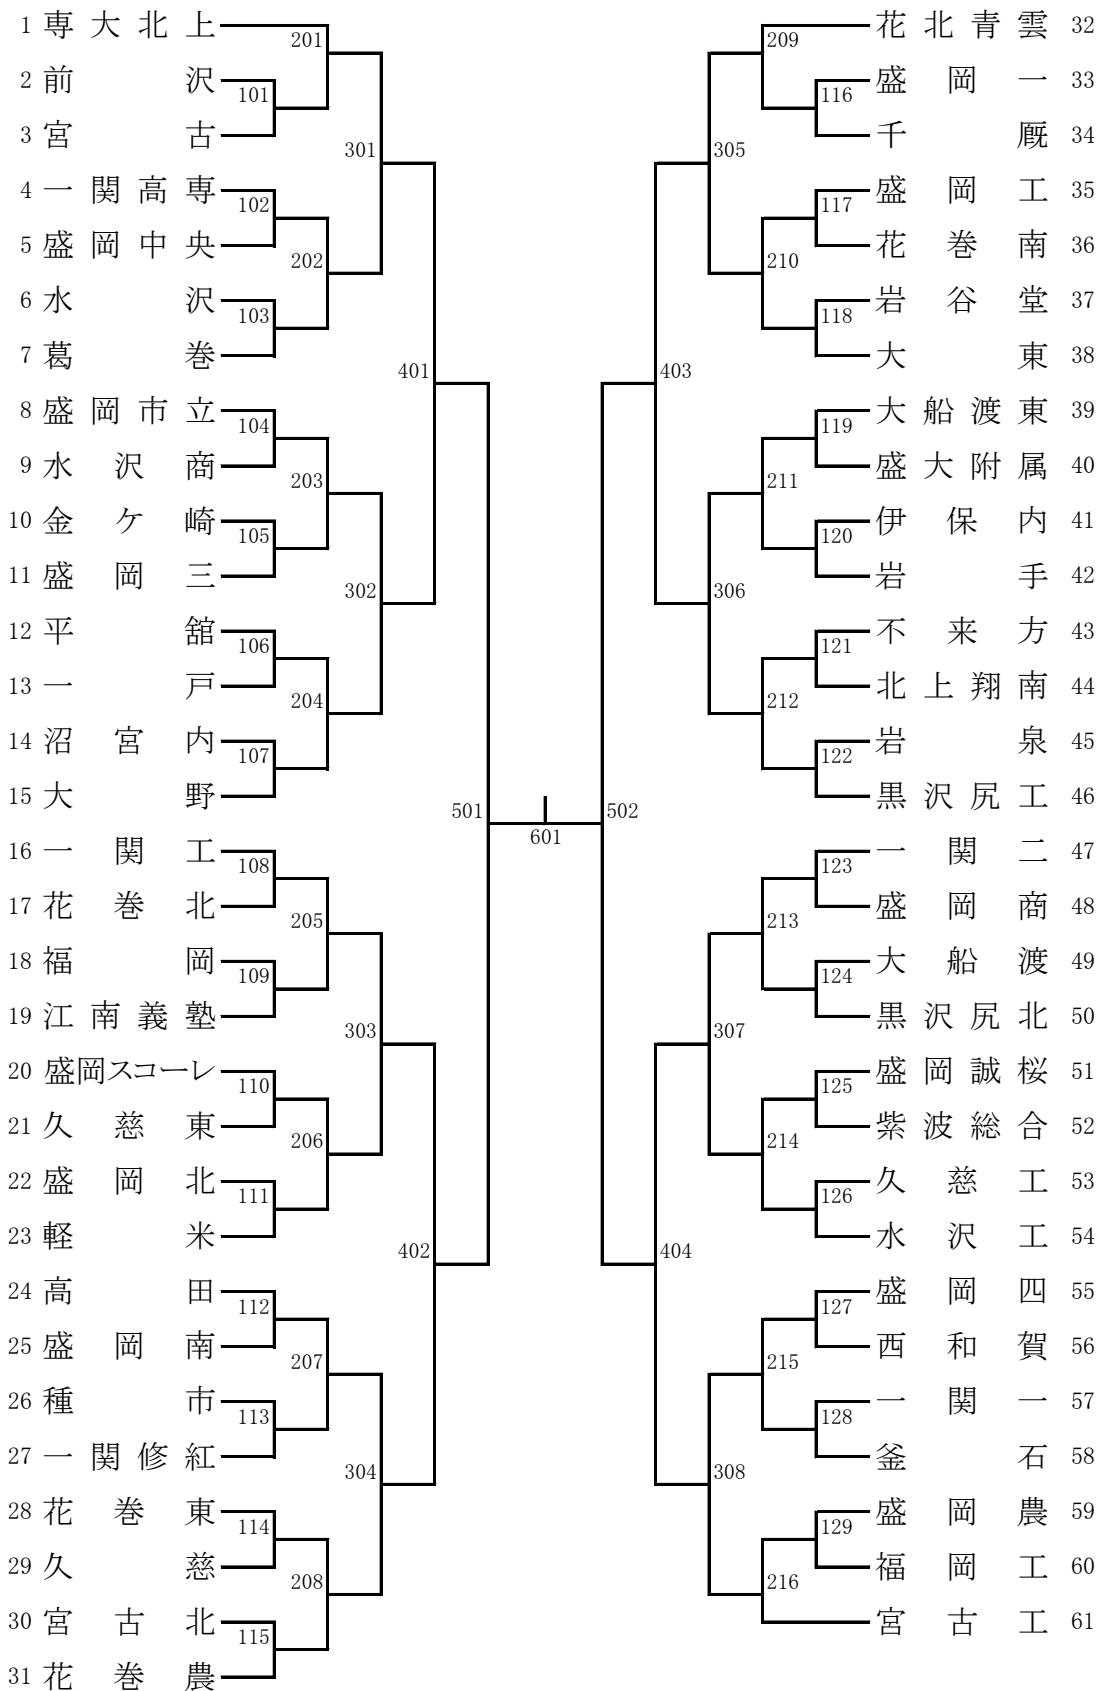 1 専大北上
201
2 前沢
101
3 宮古
301
4 一関高専
102
5 盛岡中央
202
6 水沢
103
7 葛巻
401
8 盛岡市立
104
9 水沢商
203
10 金ケ崎
105
11 盛岡三
302
12 平舘
106
13 一戸
204
14 沼宮内
107
15 大野
501
16 一関工
108
17 花巻北
205
18 福岡
109
19 江南義塾
303
20 盛岡スコーレ
110
21 久慈東
206
22 盛岡北
111
23 軽米
402
24 高田
112
25 盛岡南
207
26 種市
113
27 一関修紅
304
28 花巻東
114
29 久慈
208
30 宮古北
115
31 花巻農
601
花北青雲 32
209
盛岡一 33
116
千厩 34
305
盛岡工 35
117
花巻南 36
210
岩谷堂 37
118
大東 38
403
大船渡東 39
119
盛大附属 40
211
伊保内 41
120
岩手 42
306
不来方 43
121
北上翔南 44
212
岩泉 45
122
黒沢尻工 46
502
一関二 47
123
盛岡商 48
213
大船渡 49
124
黒沢尻北 50
307
盛岡誠桜 51
125
紫波総合 52
214
久慈工 53
126
水沢工 54
404
盛岡四 55
127
西和賀 56
215
一関一 57
128
釜石 58
308
盛岡農 59
129
福岡工 60
216
宮古工 61